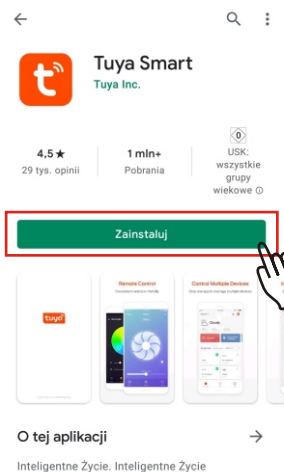 Tuya Smart
Tuya Inc.
4,5★
29 tys. opinii
1 mln+
Pobrania
0
USK:
wszystkie
grupy
wiekowe ⓘ
Zainstaluj
tuya
Remote Control
Control Multiple Devices
O tej aplikacji
Inteligentne Życie. Inteligentne Życie